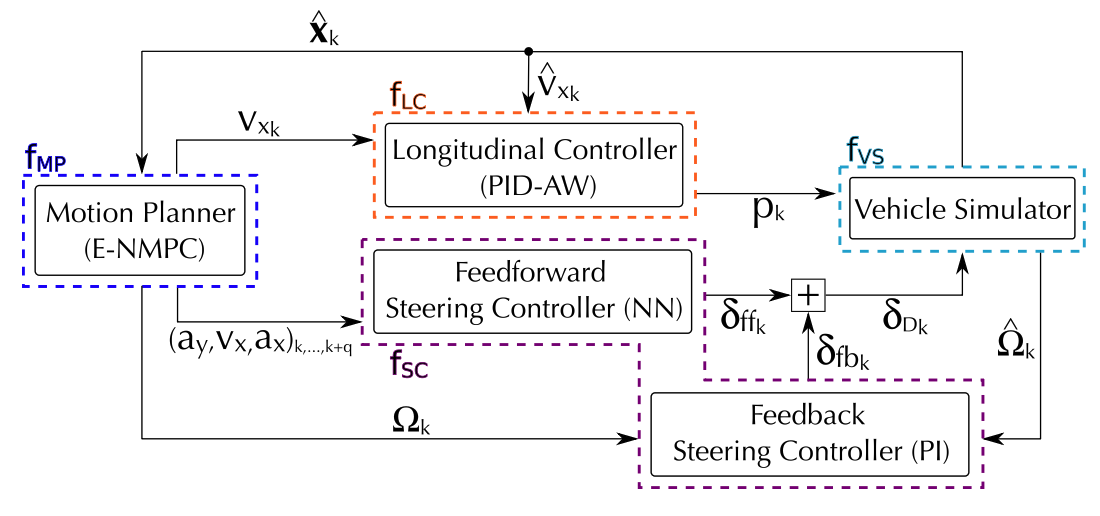 x̂k
v̂xk
fLC
vxk
Longitudinal Controller
(PID-AW)
fMP
Motion Planner
(E-NMPC)
fVS
Vehicle Simulator
pk
Feedforward
Steering Controller (NN)
+
δffk
δDk
(ay,vx,ax)k,...,k+q
δfbk
Ω̂k
fSC
Ωk
Feedback
Steering Controller (PI)